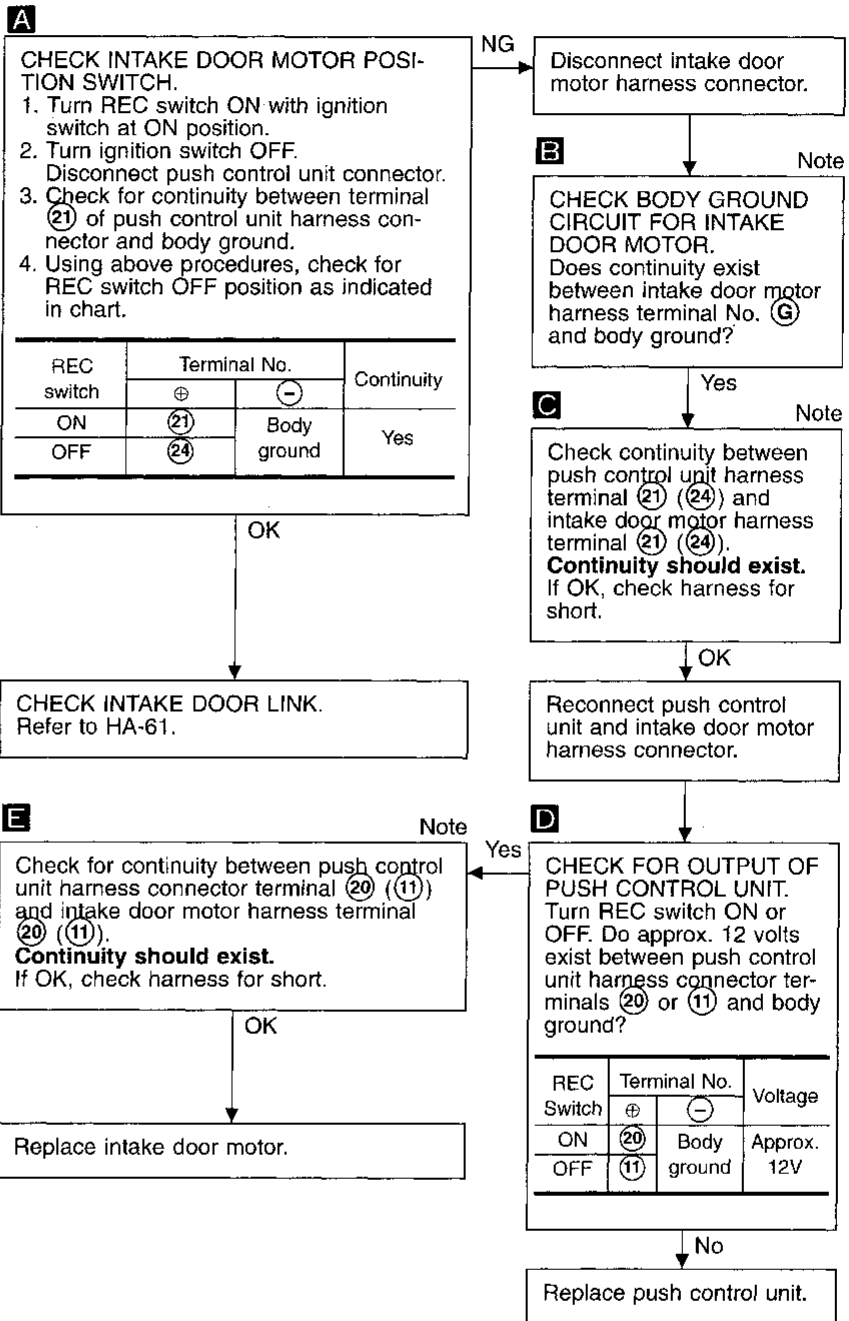 A
CHECK INTAKE DOOR MOTOR POSI-
TION SWITCH.
1. Turn REC switch ON with ignition
switch at ON position.
2. Turn ignition switch OFF.
Disconnect push control unit connector.
3. Check for continuity between terminal
㉑ of push control unit harness con-
nector and body ground.
4. Using above procedures, check for
REC switch OFF position as indicated
in chart.
REC switch Terminal No. Continuity
⊕ ⊖
ON ㉑ Body ground Yes
OFF ㉔
NG
OK
CHECK INTAKE DOOR LINK.
Refer to HA-61.
Disconnect intake door
motor harness connector.
B
Note
CHECK BODY GROUND
CIRCUIT FOR INTAKE
DOOR MOTOR.
Does continuity exist
between intake door motor
harness terminal No. Ⓖ
and body ground?
Yes
C
Note
Check continuity between
push control unit harness
terminal ㉑ (㉔) and
intake door motor harness
terminal ㉑ (㉔).
Continuity should exist.
If OK, check harness for
short.
OK
Reconnect push control
unit and intake door motor
harness connector.
D
CHECK FOR OUTPUT OF
PUSH CONTROL UNIT.
Turn REC switch ON or
OFF. Do approx. 12 volts
exist between push control
unit harness connector ter-
minals ⑳ or ⑪ and body
ground?
REC Switch Terminal No. Voltage
⊕ ⊖
ON ⑳ Body ground Approx. 12V
OFF ⑪
No
Replace push control unit.
Yes
E
Note
Check for continuity between push control
unit harness connector terminal ⑳ (⑪)
and intake door motor harness terminal
⑳ (⑪).
Continuity should exist.
If OK, check harness for short.
OK
Replace intake door motor.